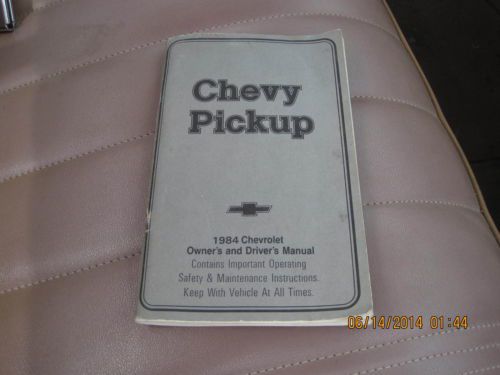 Chevy
Pickup
1984 Chevrolet
Owner's and Driver's Manual
Contains Important Operating
Safety & Maintenance Instructions.
Keep With Vehicle At All Times.
06/14/2014 01:44